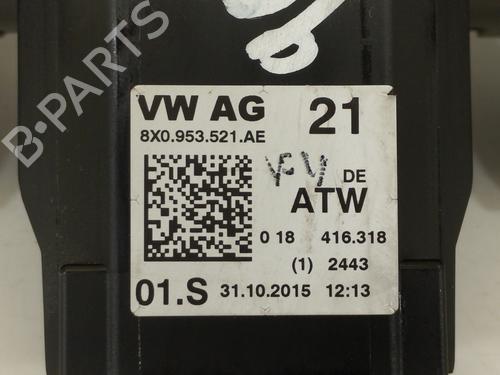 VW AG 21
8X0.953.521.AE
DE
ATW
0 18 416.318
(1) 2443
01.S 31.10.2015 12:13
B-PARTS